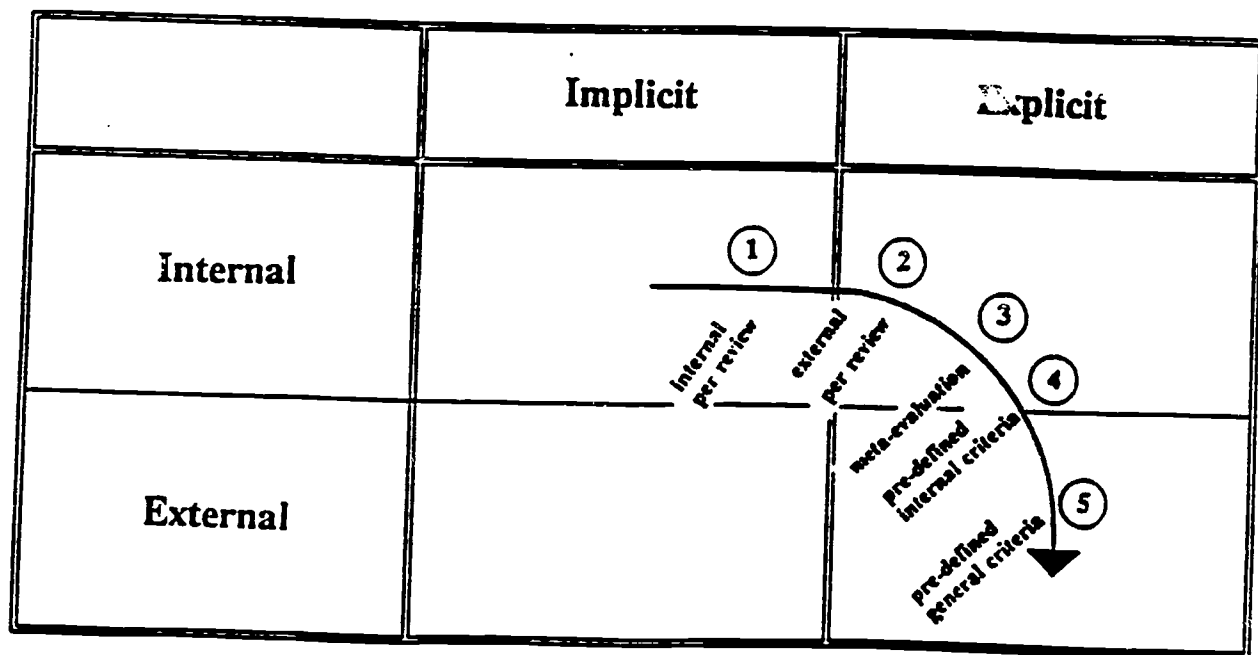 Implicit
Explicit
Internal
1
2
3
4
5
internal
per review
external
per review
meta-evaluation
pre-defined
internal criteria
pre-defined
general criteria
External